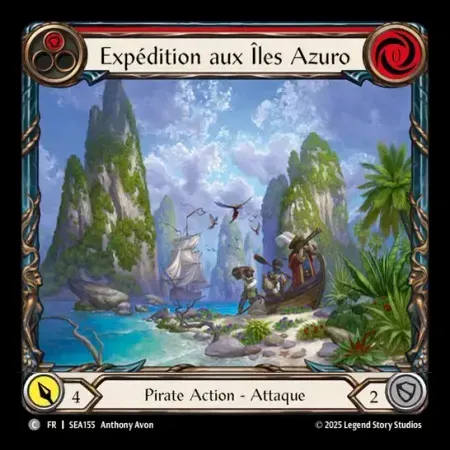 Expédition aux Îles Azuro
4
Pirate Action - Attaque
2
C FR | SEA155 Anthony Avon
© 2025 Legend Story Studios